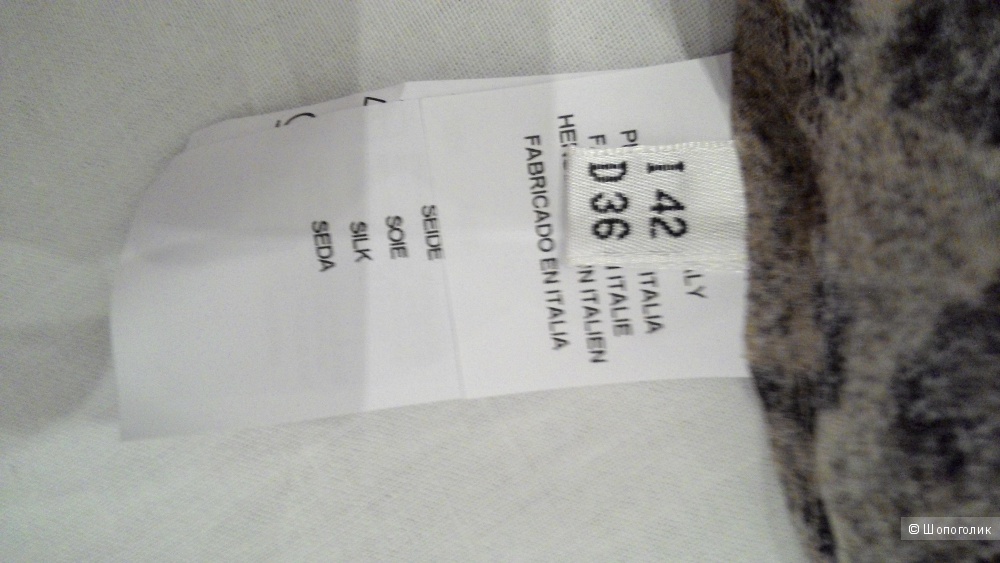 I 42
D 36
ITALIA
ITALIE
ITALIEN
FABRICADO EN ITALIA
SEIDE
SOIE
SILK
SEDA
© Шопоголик